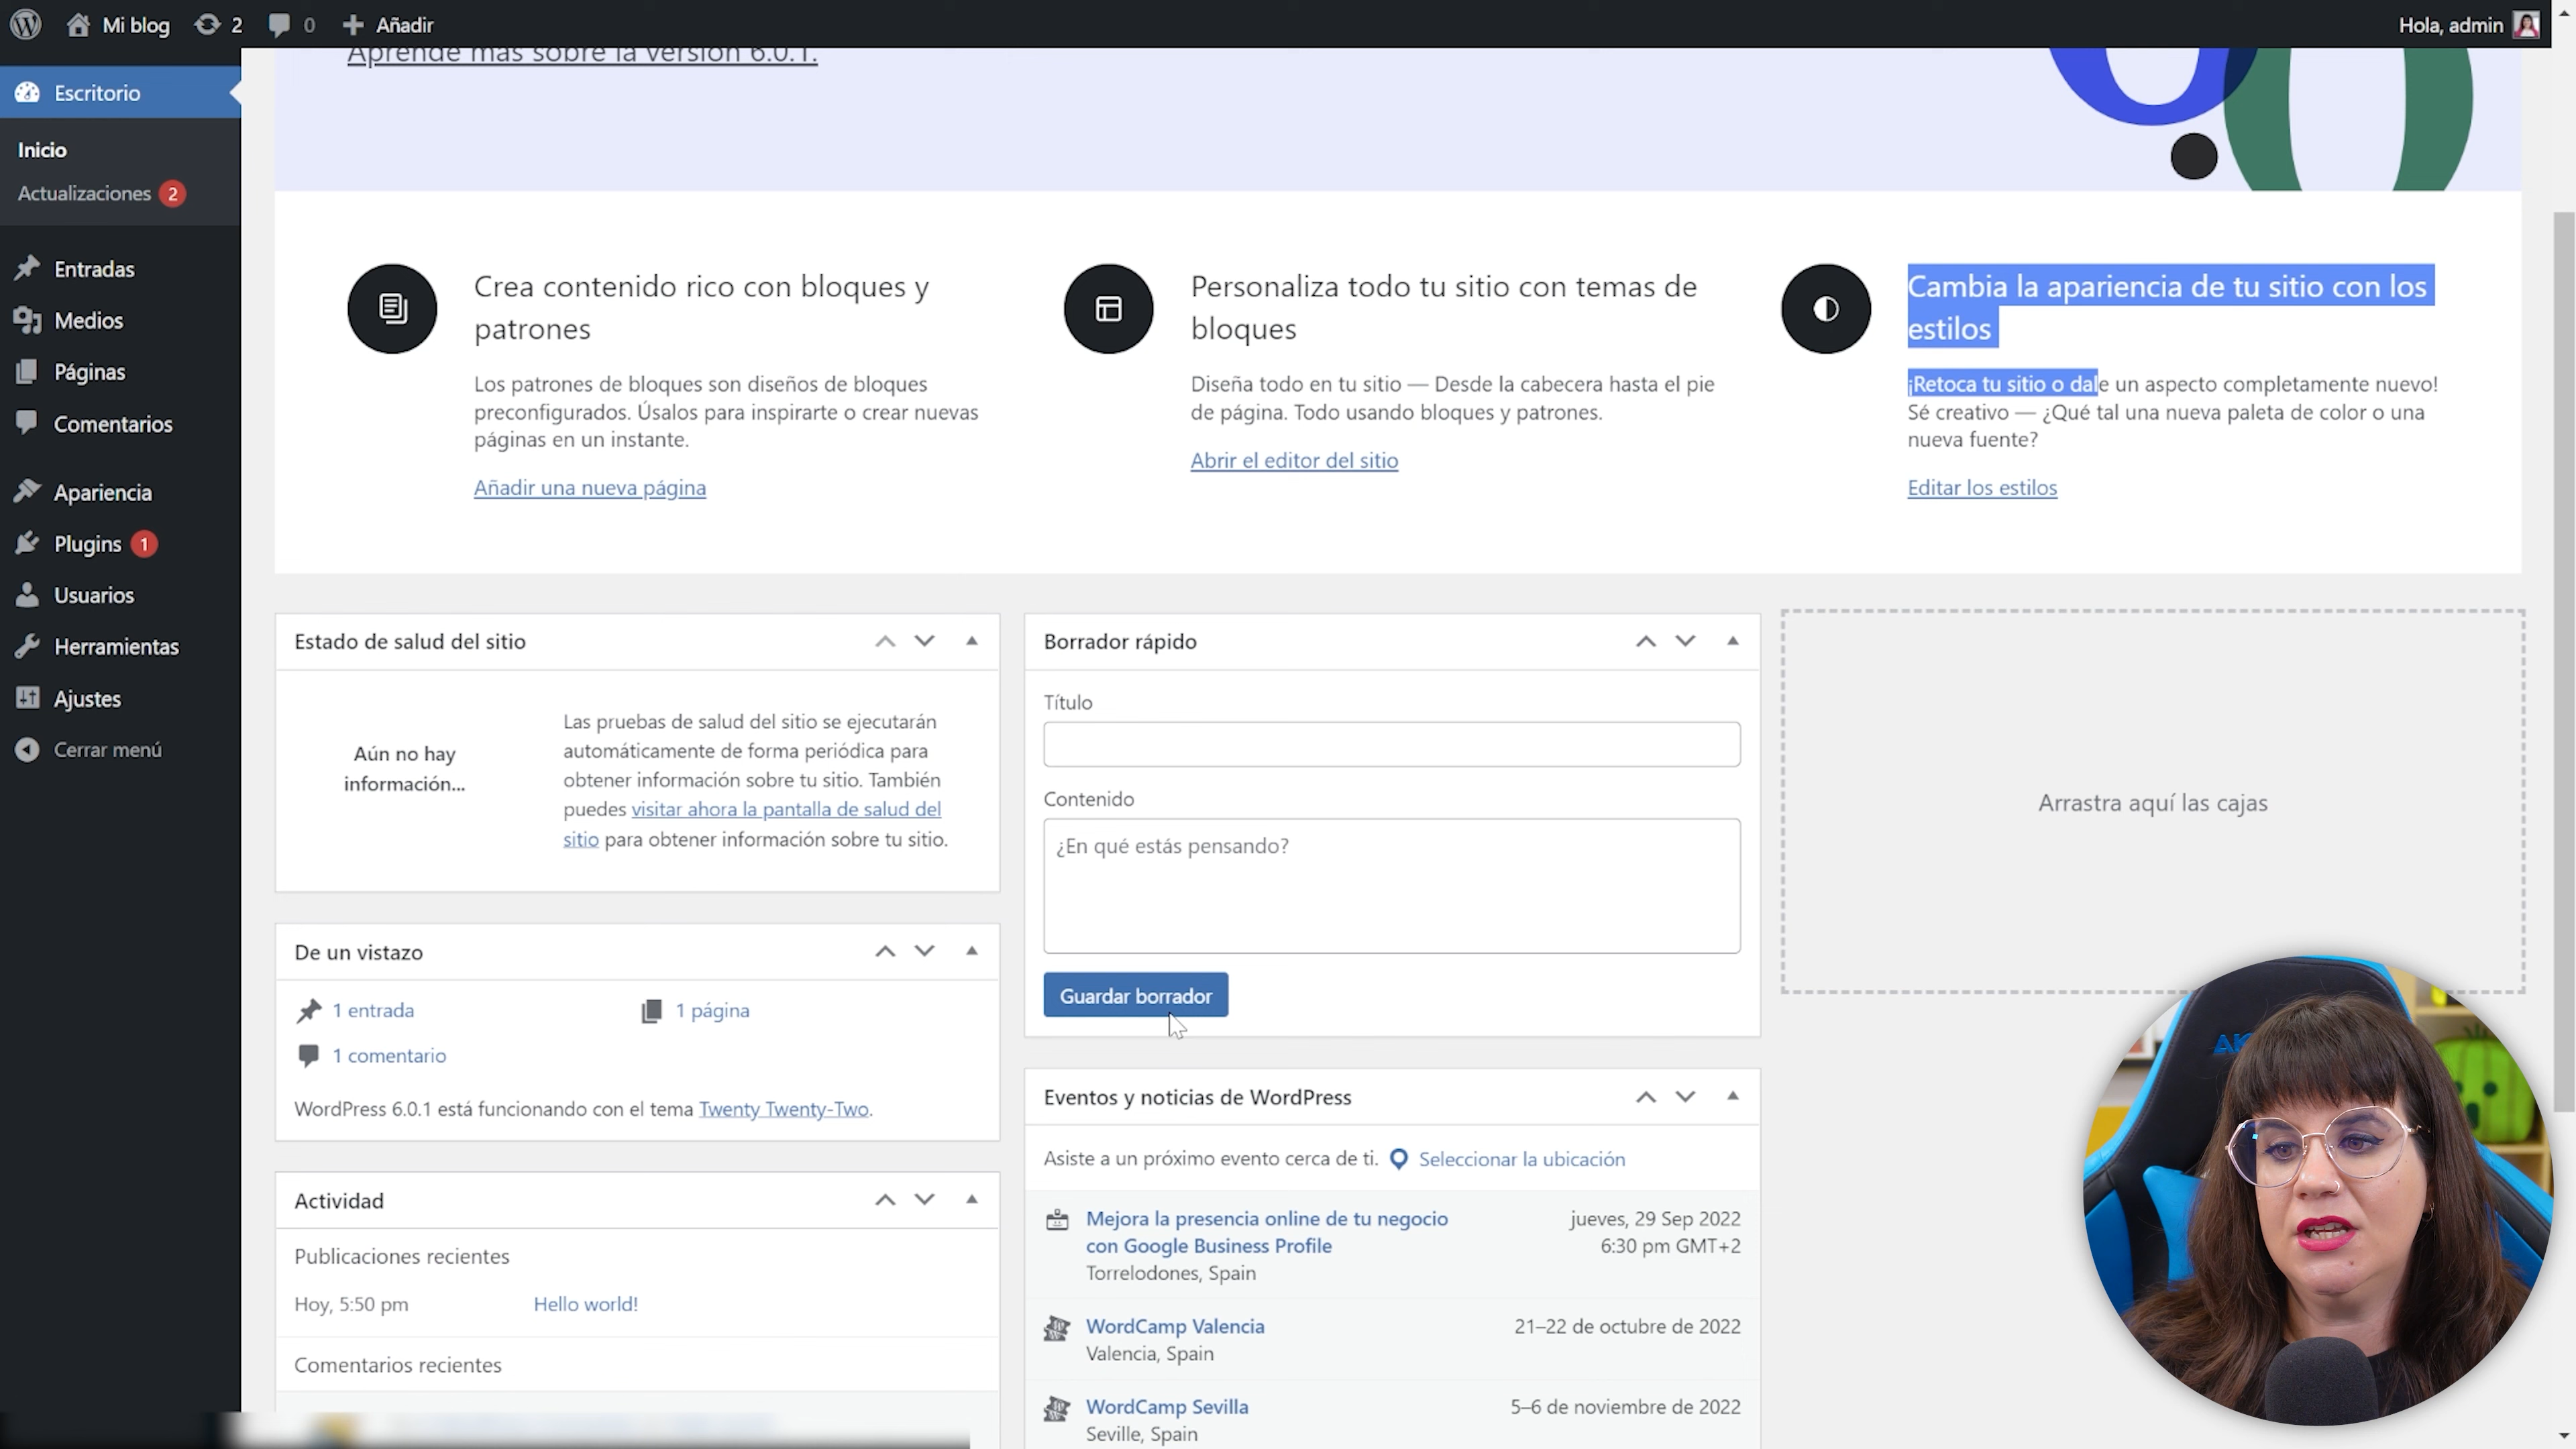 Mi blog 2 0 Añadir
Hola, admin
Aprende más sobre la versión 6.0.1.
Escritorio
Inicio
Actualizaciones 2
Entradas
Medios
Páginas
Comentarios
Apariencia
Plugins 1
Usuarios
Herramientas
Ajustes
Cerrar menú
Crea contenido rico con bloques y
patrones
Los patrones de bloques son diseños de bloques
preconfigurados. Úsalos para inspirarte o crear nuevas
páginas en un instante.
Añadir una nueva página
Personaliza todo tu sitio con temas de
bloques
Diseña todo en tu sitio — Desde la cabecera hasta el pie
de página. Todo usando bloques y patrones.
Abrir el editor del sitio
Cambia la apariencia de tu sitio con los
estilos
¡Retoca tu sitio o dale un aspecto completamente nuevo!
Sé creativo — ¿Qué tal una nueva paleta de color o una
nueva fuente?
Editar los estilos
Estado de salud del sitio
Aún no hay
información...
Las pruebas de salud del sitio se ejecutarán
automáticamente de forma periódica para
obtener información sobre tu sitio. También
puedes visitar ahora la pantalla de salud del
sitio para obtener información sobre tu sitio.
De un vistazo
1 entrada
1 página
1 comentario
WordPress 6.0.1 está funcionando con el tema Twenty Twenty-Two.
Actividad
Publicaciones recientes
Hoy, 5:50 pm
Hello world!
Comentarios recientes
Borrador rápido
Título
Contenido
¿En qué estás pensando?
Guardar borrador
Eventos y noticias de WordPress
Asiste a un próximo evento cerca de ti. Seleccionar la ubicación
Mejora la presencia online de tu negocio
con Google Business Profile
Torrelodones, Spain
jueves, 29 Sep 2022
6:30 pm GMT+2
WordCamp Valencia
Valencia, Spain
21–22 de octubre de 2022
WordCamp Sevilla
Seville, Spain
5–6 de noviembre de 2022
Arrastra aquí las cajas